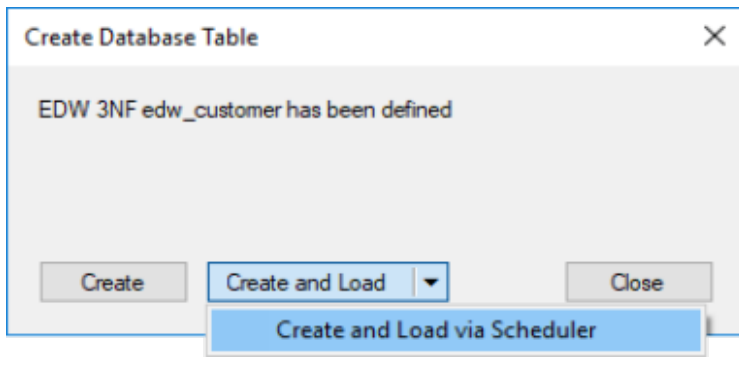 Create Database Table
EDW 3NF edw_customer has been defined
Create
Create and Load
Close
Create and Load via Scheduler